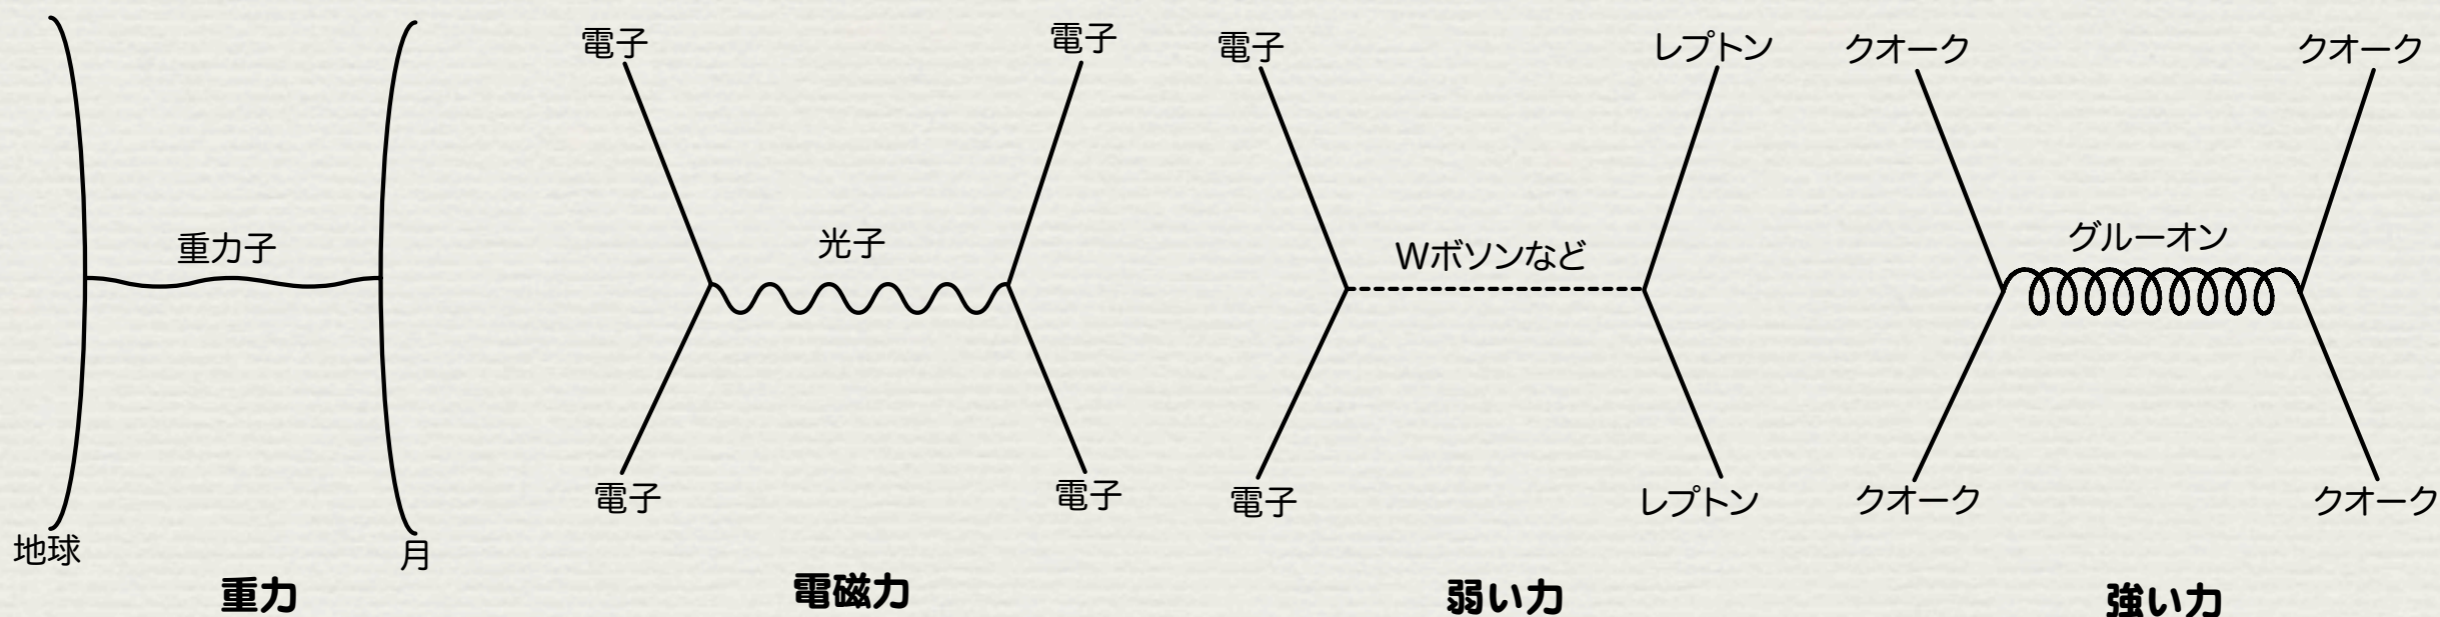 電子
電子
重力子
光子
電子
電子
地球
月
重力
電磁力
電子
レプトン
Wボソンなど
電子
レプトン
弱い力
クオーク
クオーク
グルーオン
クオーク
クオーク
強い力